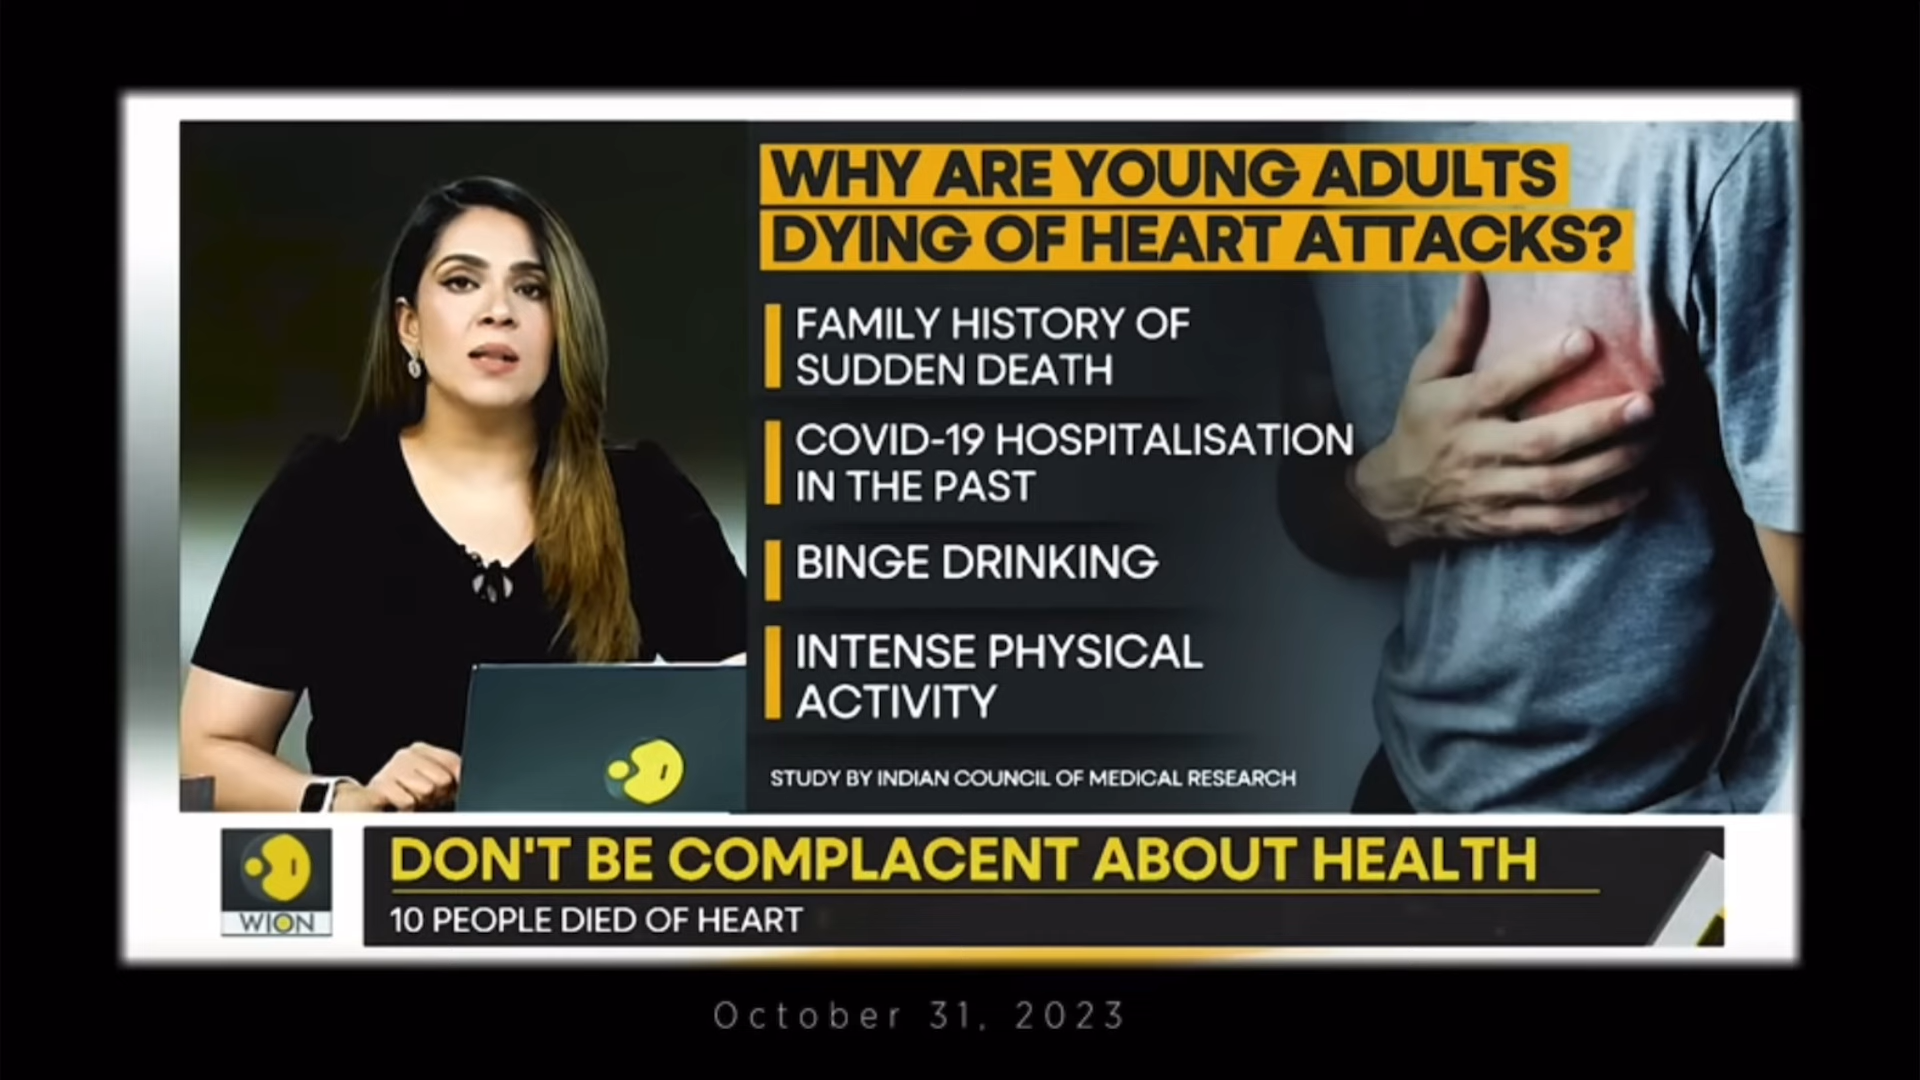 WHY ARE YOUNG ADULTS
DYING OF HEART ATTACKS?
FAMILY HISTORY OF
SUDDEN DEATH
COVID-19 HOSPITALISATION
IN THE PAST
BINGE DRINKING
INTENSE PHYSICAL
ACTIVITY
STUDY BY INDIAN COUNCIL OF MEDICAL RESEARCH
WION
DON'T BE COMPLACENT ABOUT HEALTH
10 PEOPLE DIED OF HEART
October 31, 2023